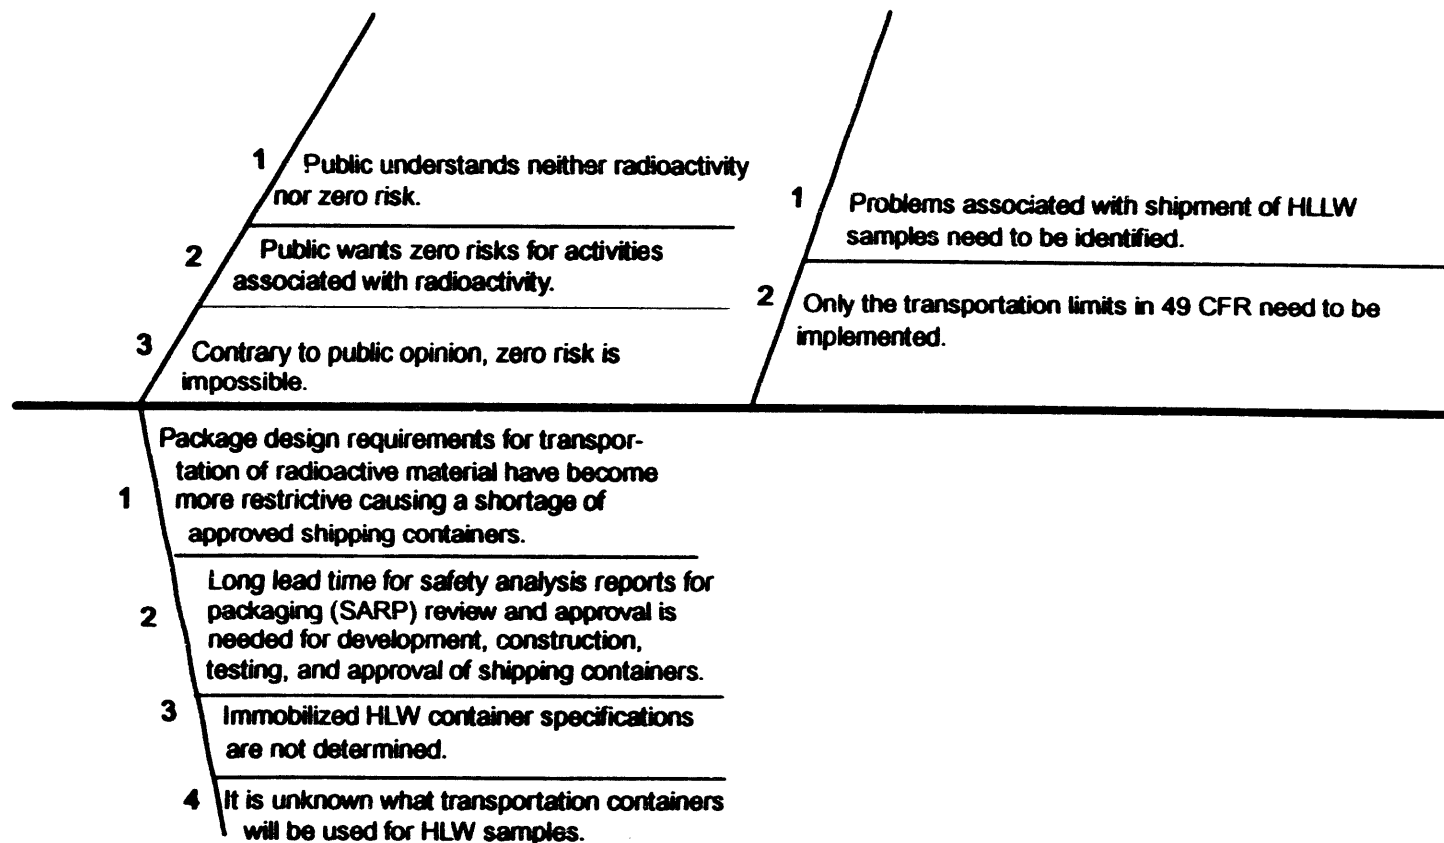 1 Public understands neither radioactivity
nor zero risk.
2 Public wants zero risks for activities
associated with radioactivity.
3 Contrary to public opinion, zero risk is
impossible.
1 Problems associated with shipment of HLLW
samples need to be identified.
2 Only the transportation limits in 49 CFR need to be
implemented.
Package design requirements for transpor-
tation of radioactive material have become
1 more restrictive causing a shortage of
approved shipping containers.
Long lead time for safety analysis reports for
2 packaging (SARP) review and approval is
needed for development, construction,
testing, and approval of shipping containers.
3 Immobilized HLW container specifications
are not determined.
4 It is unknown what transportation containers
will be used for HLW samples.